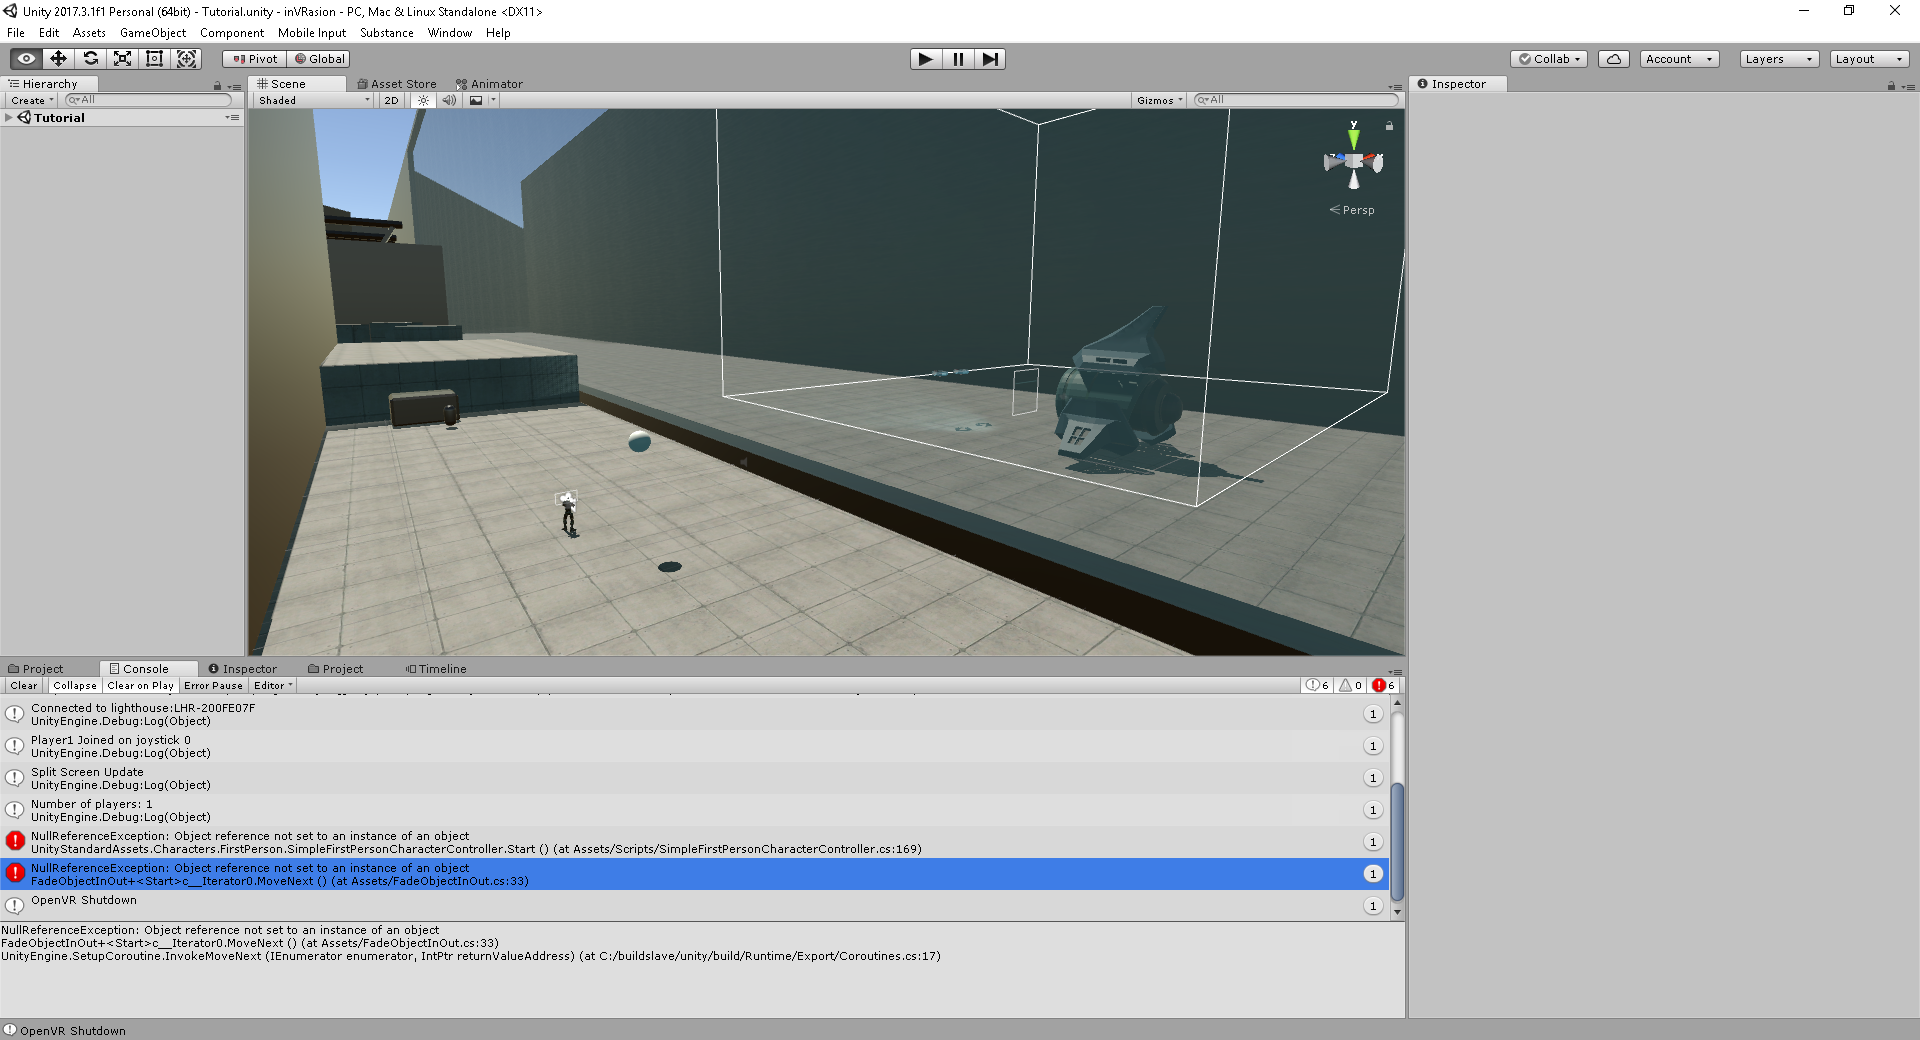 Unity 2017.3.1f1 Personal (64bit) - Tutorial.unity - inVRasion - PC, Mac & Linux Standalone <DX11>
File Edit Assets GameObject Component Mobile Input Substance Window Help
Pivot Global Collab Account Layers Layout
Hierarchy Scene Asset Store Animator Inspector
Create All Shaded 2D Gizmos All
Tutorial
y
Persp
Project Console Inspector Project Timeline
Clear Collapse Clear on Play Error Pause Editor 6 0 6
Connected to lighthouse:LHR-200FE07F
UnityEngine.Debug:Log(Object)
1
Player1 Joined on joystick 0
UnityEngine.Debug:Log(Object)
1
Split Screen Update
UnityEngine.Debug:Log(Object)
1
Number of players: 1
UnityEngine.Debug:Log(Object)
1
NullReferenceException: Object reference not set to an instance of an object
UnityStandardAssets.Characters.FirstPerson.SimpleFirstPersonCharacterController.Start () (at Assets/Scripts/SimpleFirstPersonCharacterController.cs:169)
1
NullReferenceException: Object reference not set to an instance of an object
FadeObjectInOut+<Start>c__Iterator0.MoveNext () (at Assets/FadeObjectInOut.cs:33)
1
OpenVR Shutdown
1
NullReferenceException: Object reference not set to an instance of an object
FadeObjectInOut+<Start>c__Iterator0.MoveNext () (at Assets/FadeObjectInOut.cs:33)
UnityEngine.SetupCoroutine.InvokeMoveNext (IEnumerator enumerator, IntPtr returnValueAddress) (at C:/buildslave/unity/build/Runtime/Export/Coroutines.cs:17)
OpenVR Shutdown